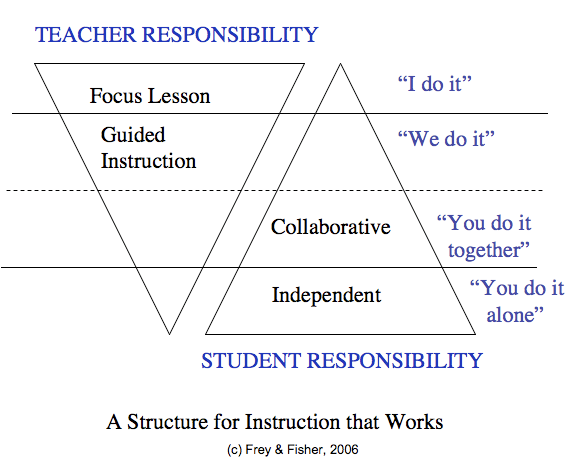 TEACHER RESPONSIBILITY
Focus Lesson
“I do it”
Guided
Instruction
“We do it”
Collaborative
“You do it
together”
Independent
“You do it
alone”
STUDENT RESPONSIBILITY
A Structure for Instruction that Works
(c) Frey & Fisher, 2006